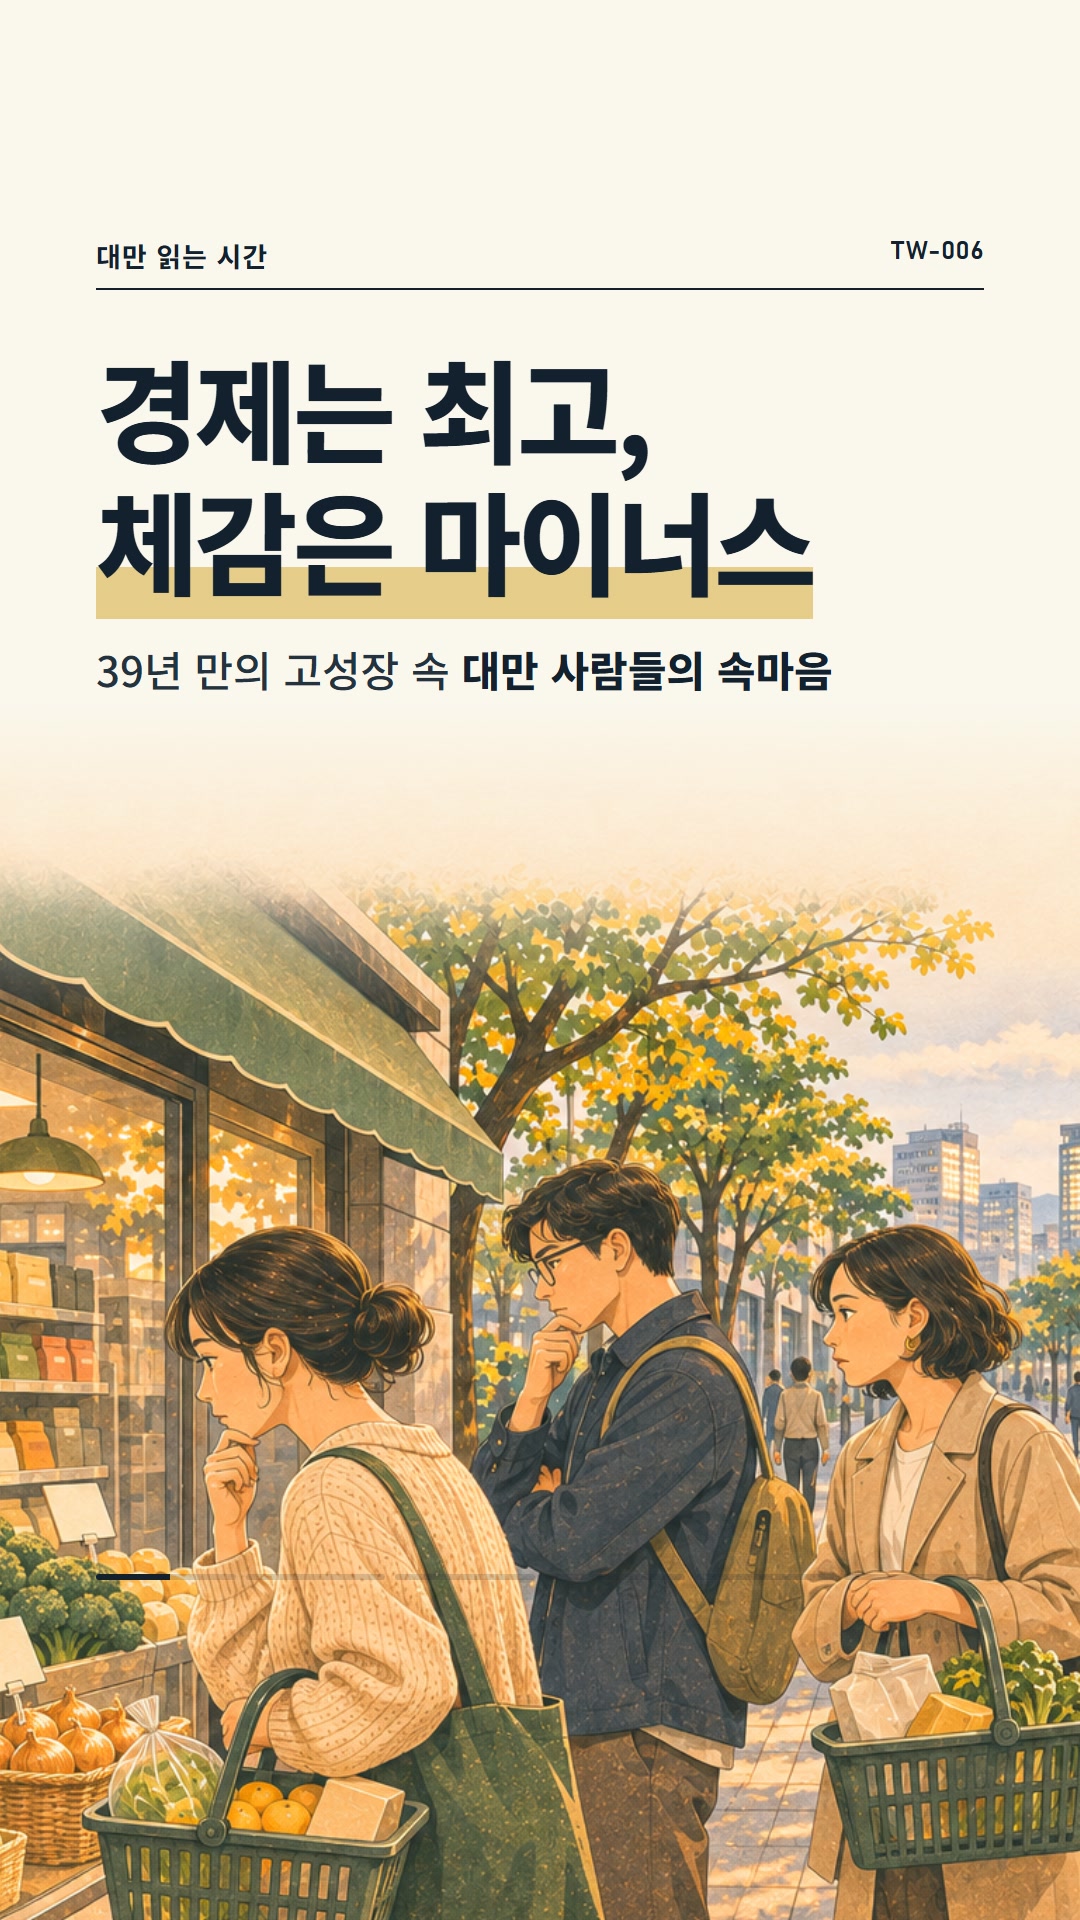 대만 읽는 시간
TW-006
경제는 최고,
체감은 마이너스
39년 만의 고성장 속 대만 사람들의 속마음